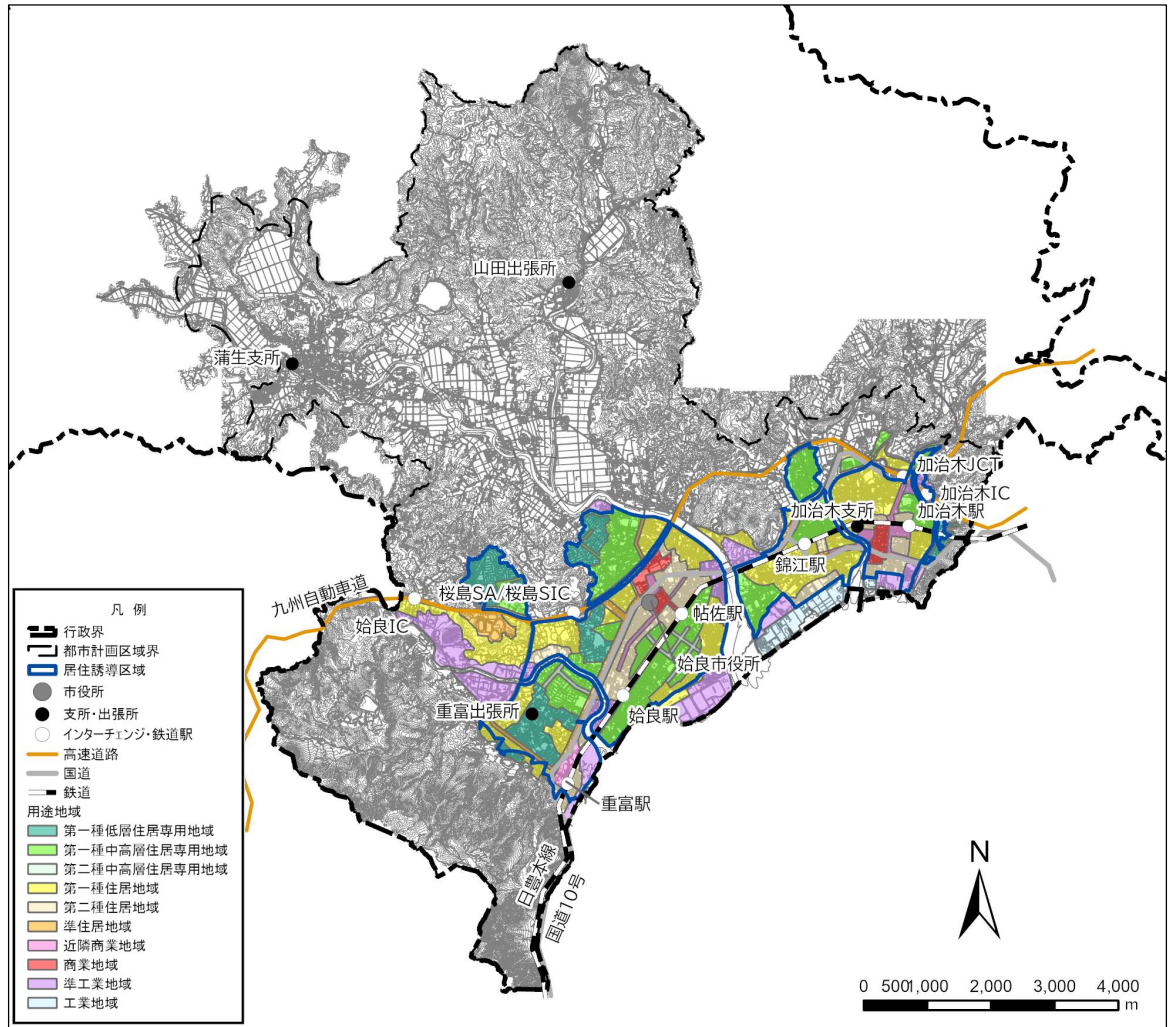 山田出張所
蒲生支所
加治木JCT
加治木IC
加治木支所
加治木駅
錦江駅
九州自動車道
桜島SA/桜島SIC
帖佐駅
姶良IC
姶良市役所
重富出張所
姶良駅
重富駅
日豊本線
国道10号
凡 例
行政界
都市計画区域界
居住誘導区域
市役所
支所・出張所
インターチェンジ・鉄道駅
高速道路
国道
鉄道
用途地域
第一種低層住居専用地域
第一種中高層住居専用地域
第二種中高層住居専用地域
第一種住居地域
第二種住居地域
準住居地域
近隣商業地域
商業地域
準工業地域
工業地域
N
0 5001,000 2,000 3,000 4,000
m